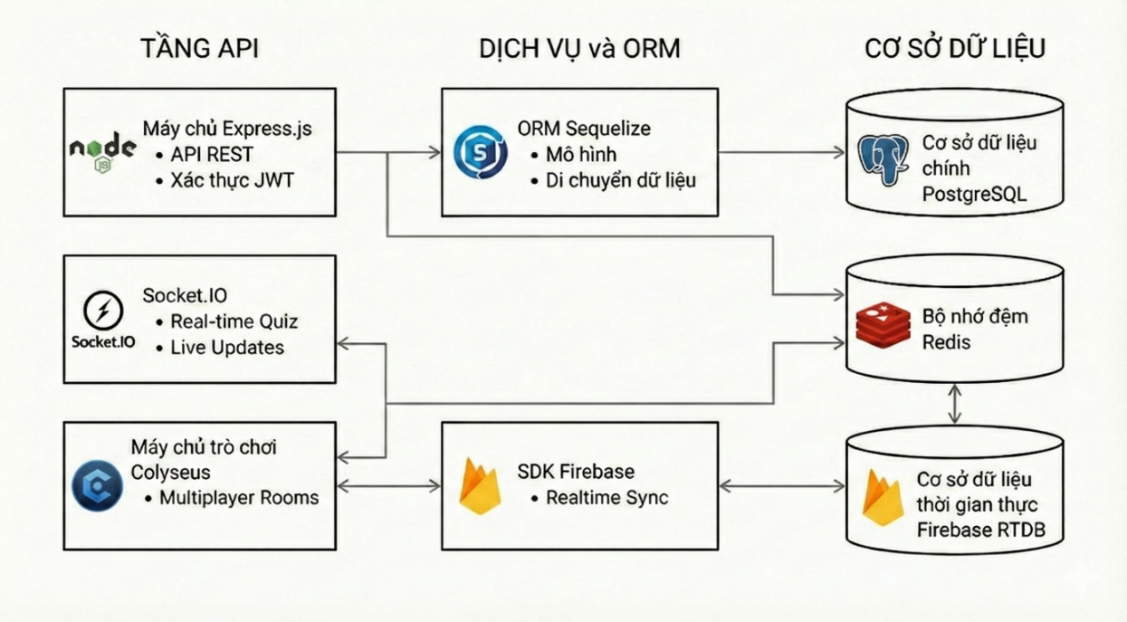 TẦNG API
DỊCH VỤ và ORM
CƠ SỞ DỮ LIỆU
node
JS
Máy chủ Express.js
• API REST
• Xác thực JWT
S
ORM Sequelize
• Mô hình
• Di chuyển dữ liệu
Cơ sở dữ liệu
chính
PostgreSQL
Socket.IO
Socket.IO
• Real-time Quiz
• Live Updates
Bộ nhớ đệm
Redis
Máy chủ trò chơi
Colyseus
• Multiplayer Rooms
SDK Firebase
• Realtime Sync
Cơ sở dữ liệu
thời gian thực
Firebase RTDB